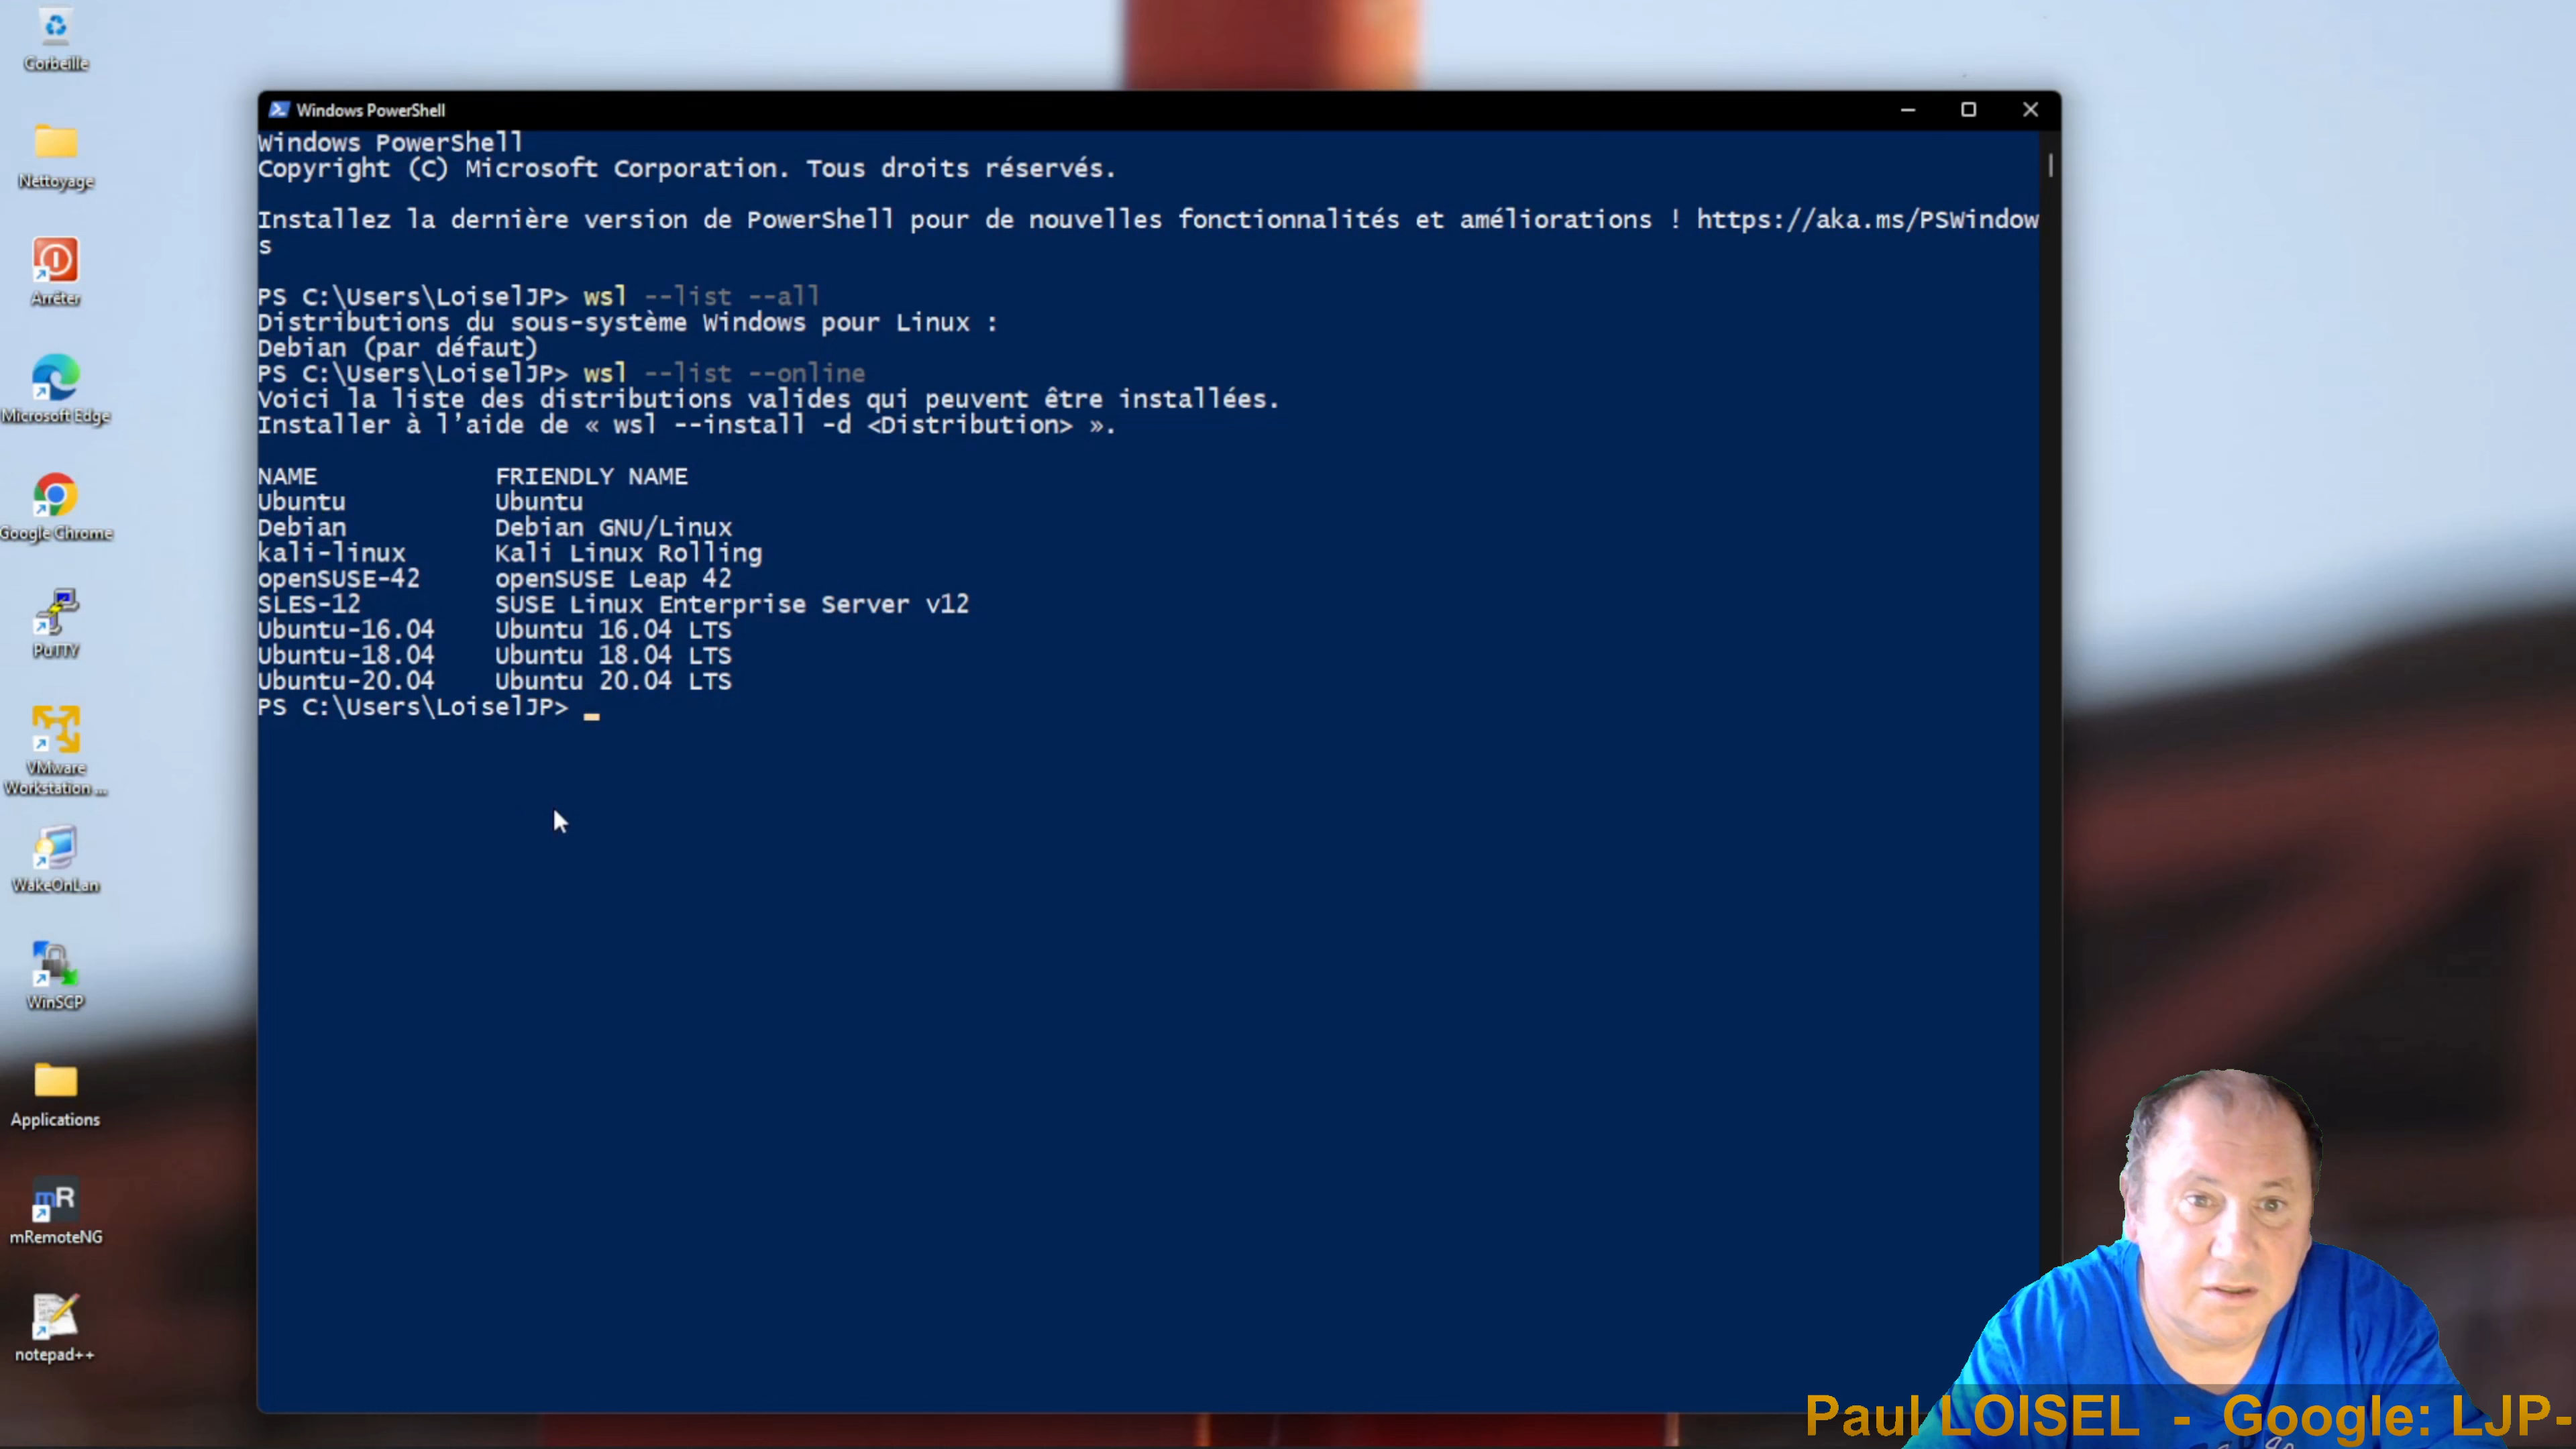 Corbeille
Nettoyage
Arrêter
Microsoft Edge
Google Chrome
PuTTY
VMware
Workstation ...
WakeOnLan
WinSCP
Applications
mR
mRemoteNG
notepad++
Windows PowerShell
Windows PowerShell
Copyright (C) Microsoft Corporation. Tous droits réservés.
Installez la dernière version de PowerShell pour de nouvelles fonctionnalités et améliorations ! https://aka.ms/PSWindow
s
PS C:\Users\LoiselJP> wsl --list --all
Distributions du sous-système Windows pour Linux :
Debian (par défaut)
PS C:\Users\LoiselJP> wsl --list --online
Voici la liste des distributions valides qui peuvent être installées.
Installer à l’aide de « wsl --install -d <Distribution> ».
NAME FRIENDLY NAME
Ubuntu Ubuntu
Debian Debian GNU/Linux
kali-linux Kali Linux Rolling
openSUSE-42 openSUSE Leap 42
SLES-12 SUSE Linux Enterprise Server v12
Ubuntu-16.04 Ubuntu 16.04 LTS
Ubuntu-18.04 Ubuntu 18.04 LTS
Ubuntu-20.04 Ubuntu 20.04 LTS
PS C:\Users\LoiselJP>
Paul LOISEL - Google: LJP-